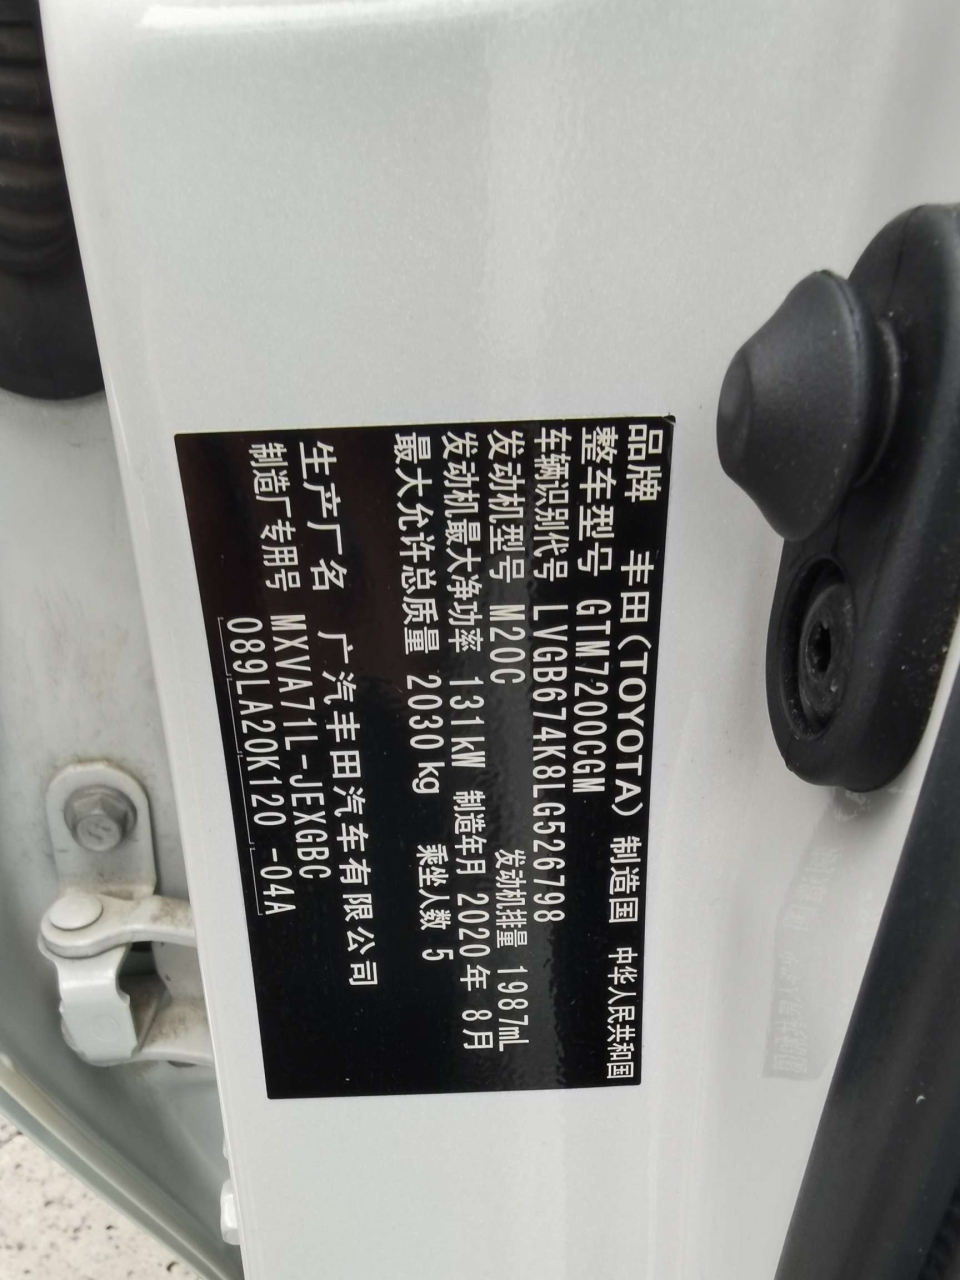 品牌 丰田(TOYOTA) 制造国 中华人民共和国
整车型号 GTM7200CGM
车辆识别代号 LVGB674K8LG526798
发动机型号 M20C 发动机排量 1987mL
发动机最大净功率 131kW 制造年月 2020年 8月
最大允许总质量 2030kg 乘坐人数 5
生产厂名 广汽丰田汽车有限公司
制造厂专用号 MXVA71L-JEXGBC
089LA20K120 -04A